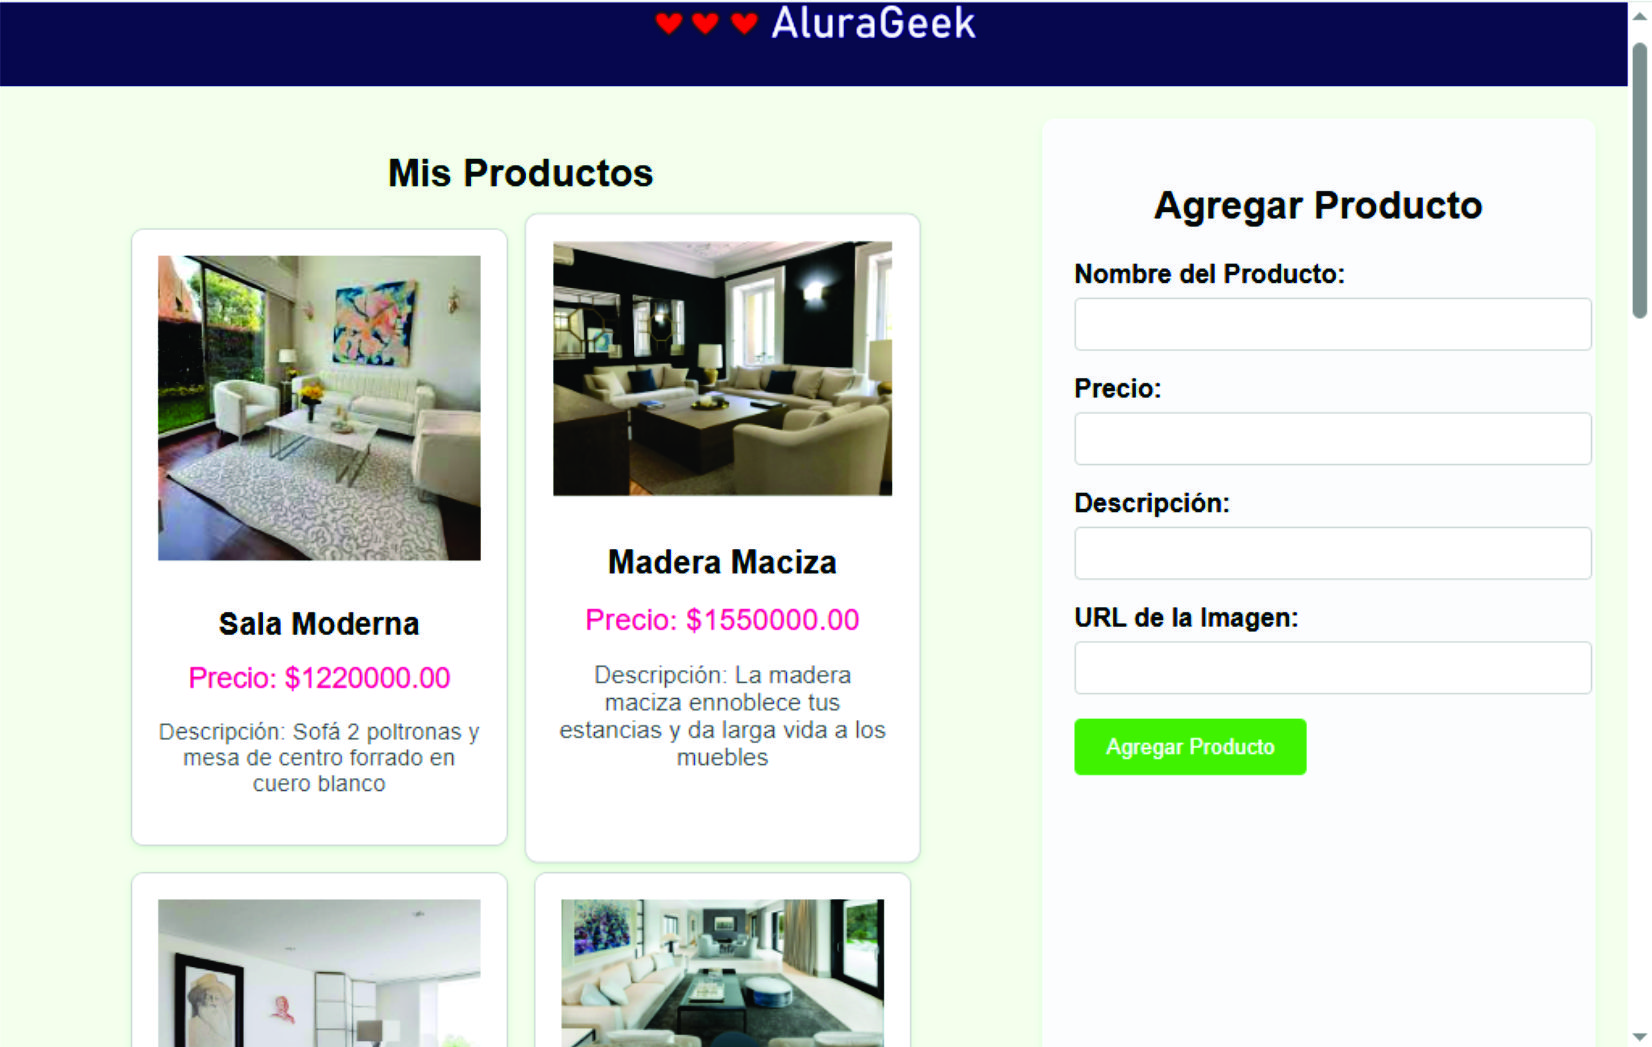 AluraGeek
Mis Productos
Sala Moderna
Precio: $1220000.00
Descripción: Sofá 2 poltronas y
mesa de centro forrado en
cuero blanco
Madera Maciza
Precio: $1550000.00
Descripción: La madera
maciza ennoblece tus
estancias y da larga vida a los
muebles
Agregar Producto
Nombre del Producto:
Precio:
Descripción:
URL de la Imagen:
Agregar Producto